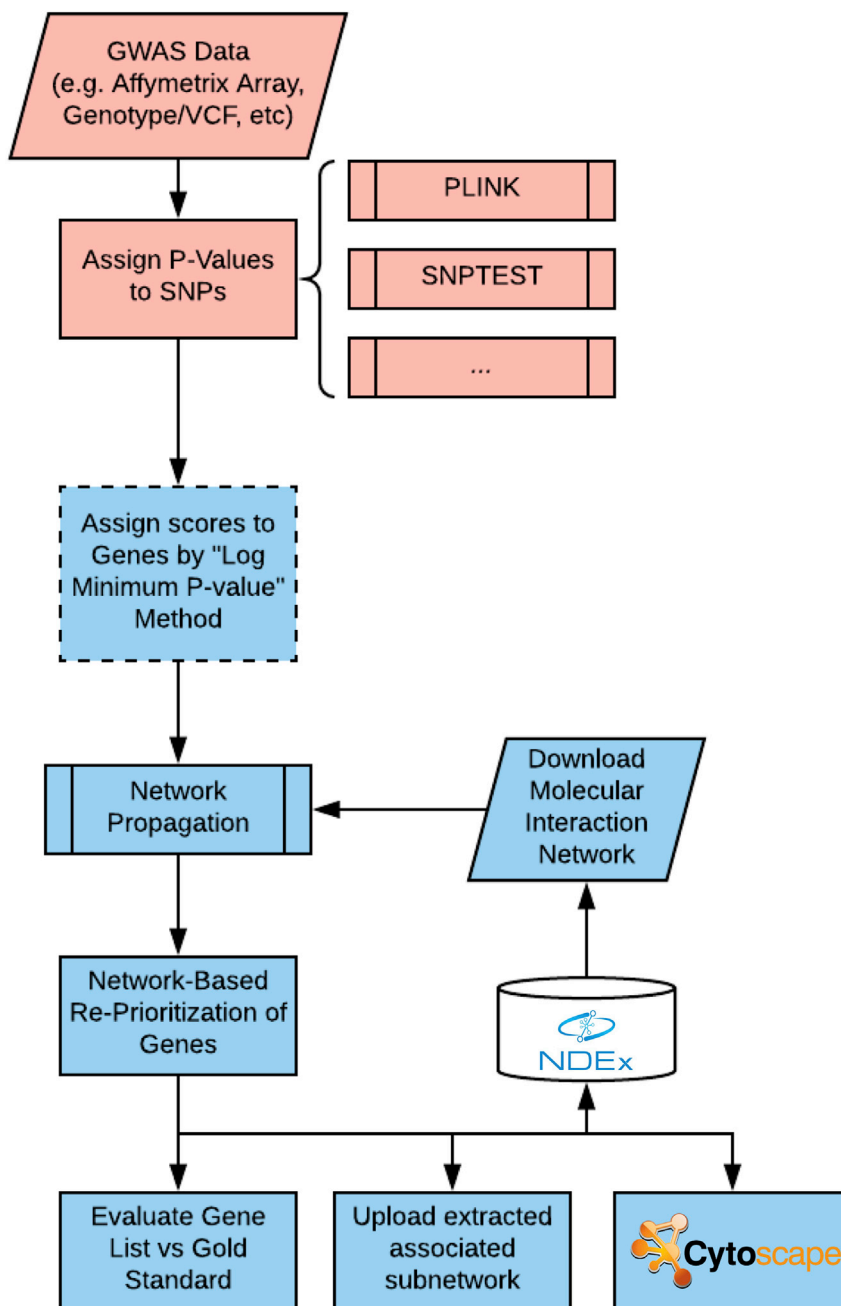 GWAS Data
(e.g. Affymetrix Array,
Genotype/VCF, etc)
PLINK
Assign P-Values
to SNPs
SNPTEST
...
Assign scores to
Genes by "Log
Minimum P-value"
Method
Network
Propagation
Download
Molecular
Interaction
Network
Network-Based
Re-Prioritization of
Genes
NDEx
Evaluate Gene
List vs Gold
Standard
Upload extracted
associated
subnetwork
Cytoscape